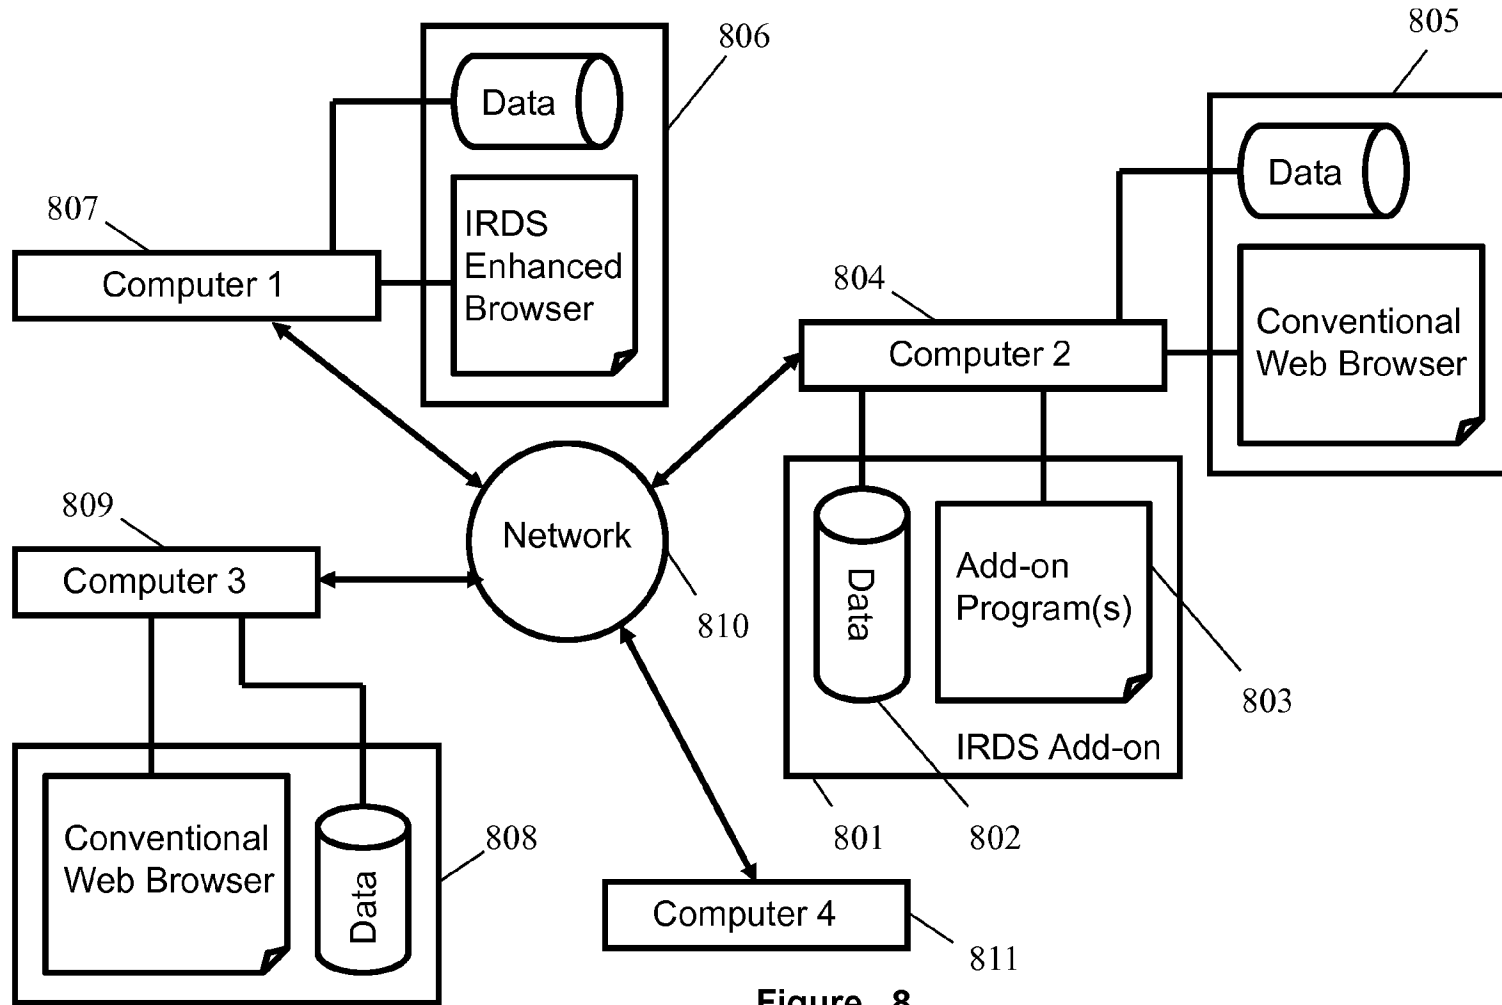 806
805
Data
Data
807
IRDS
Enhanced
Browser
Computer 1
804
Conventional
Web Browser
Computer 2
809
Network
Computer 3
Data
Add-on
Program(s)
810
803
IRDS Add-on
808
801
802
Conventional
Web Browser
Data
Computer 4
811
Figure 8